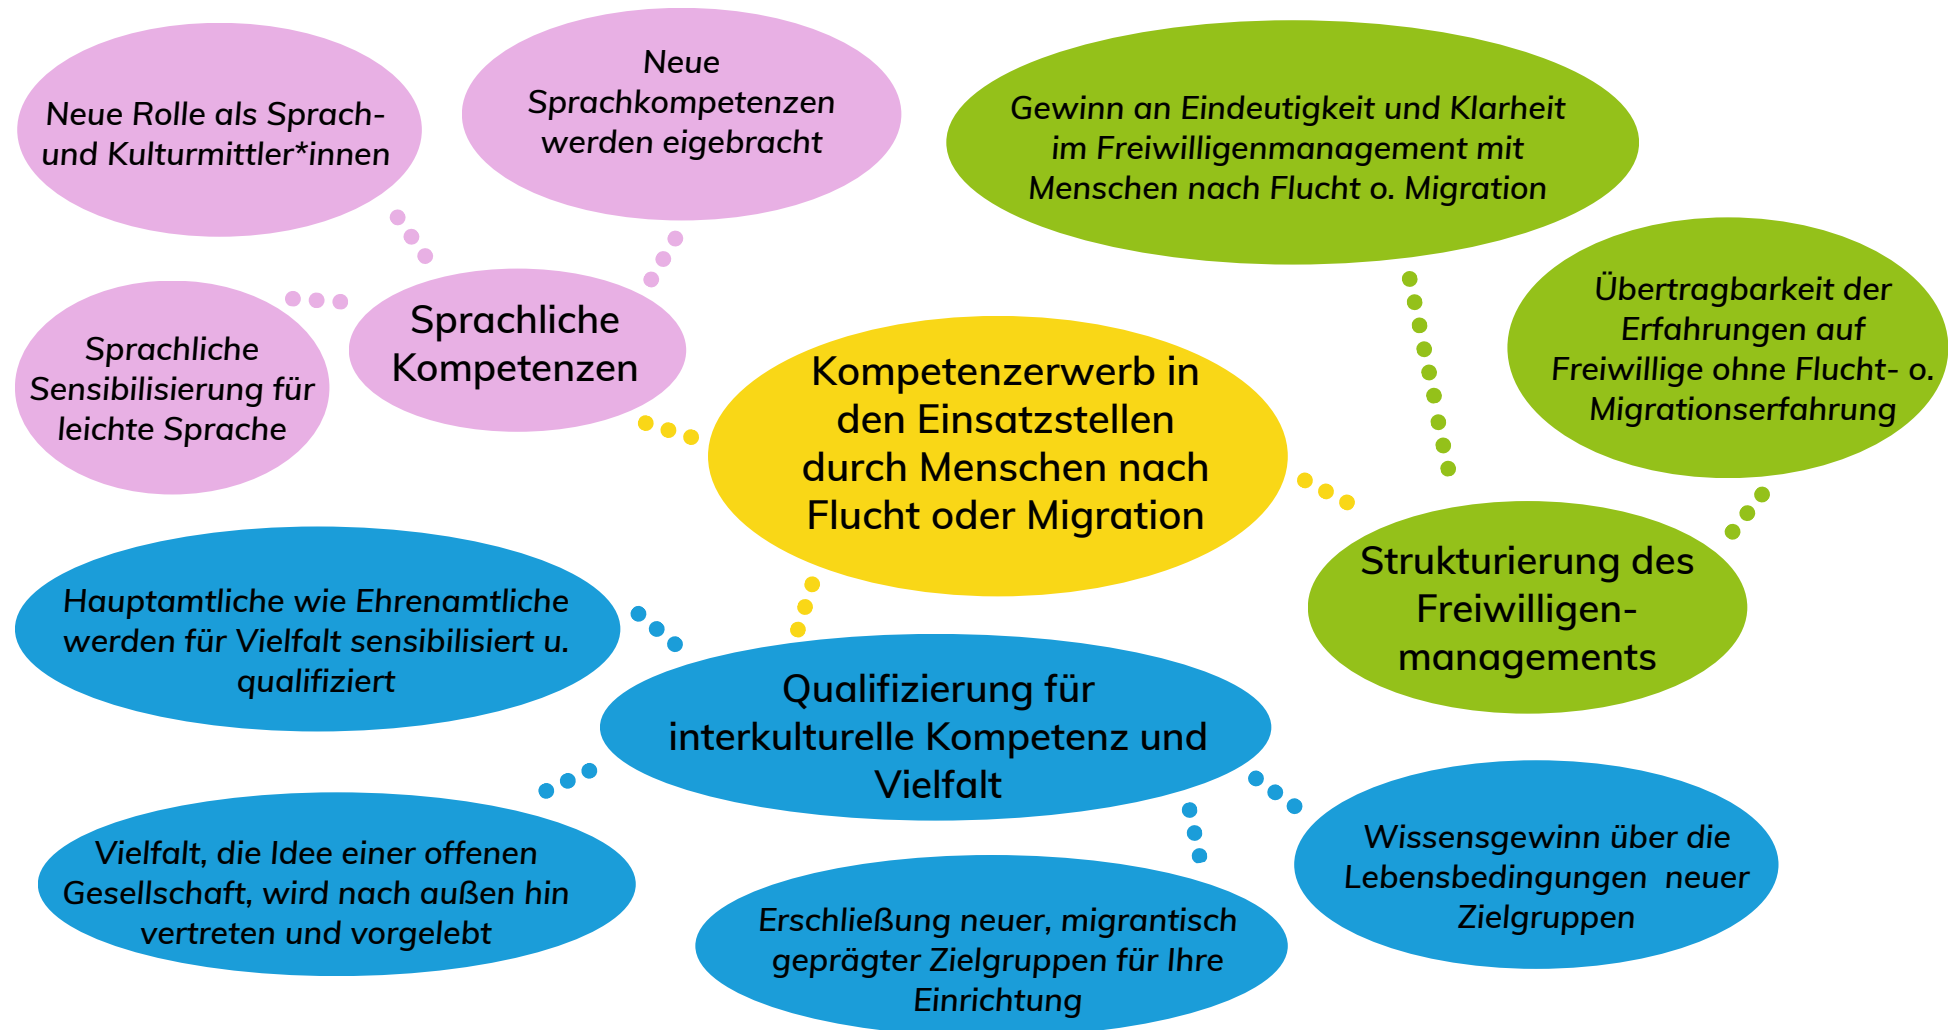 Neue Rolle als Sprach-
und Kulturmittler*innen
Neue
Sprachkompetenzen
werden eigebracht
Gewinn an Eindeutigkeit und Klarheit
im Freiwilligenmanagement mit
Menschen nach Flucht o. Migration
Übertragbarkeit der
Erfahrungen auf
Freiwillige ohne Flucht- o.
Migrationserfahrung
Sprachliche
Sensibilisierung für
leichte Sprache
Sprachliche
Kompetenzen
Kompetenzerwerb in
den Einsatzstellen
durch Menschen nach
Flucht oder Migration
Strukturierung des
Freiwilligen-
managements
Hauptamtliche wie Ehrenamtliche
werden für Vielfalt sensibilisiert u.
qualifiziert
Qualifizierung für
interkulturelle Kompetenz und
Vielfalt
Vielfalt, die Idee einer offenen
Gesellschaft, wird nach außen hin
vertreten und vorgelebt
Erschließung neuer, migrantisch
geprägter Zielgruppen für Ihre
Einrichtung
Wissensgewinn über die
Lebensbedingungen  neuer
Zielgruppen